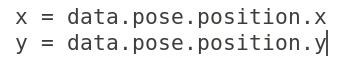 x = data.pose.position.x
y = data.pose.position.y